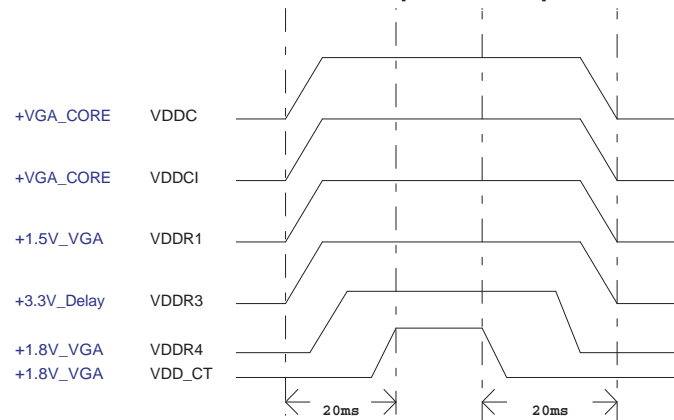 +VGA_CORE VDDC
+VGA_CORE VDDCI
+1.5V_VGA VDDR1
+3.3V_Delay VDDR3
+1.8V_VGA VDDR4
+1.8V_VGA VDD_CT
20ms 20ms